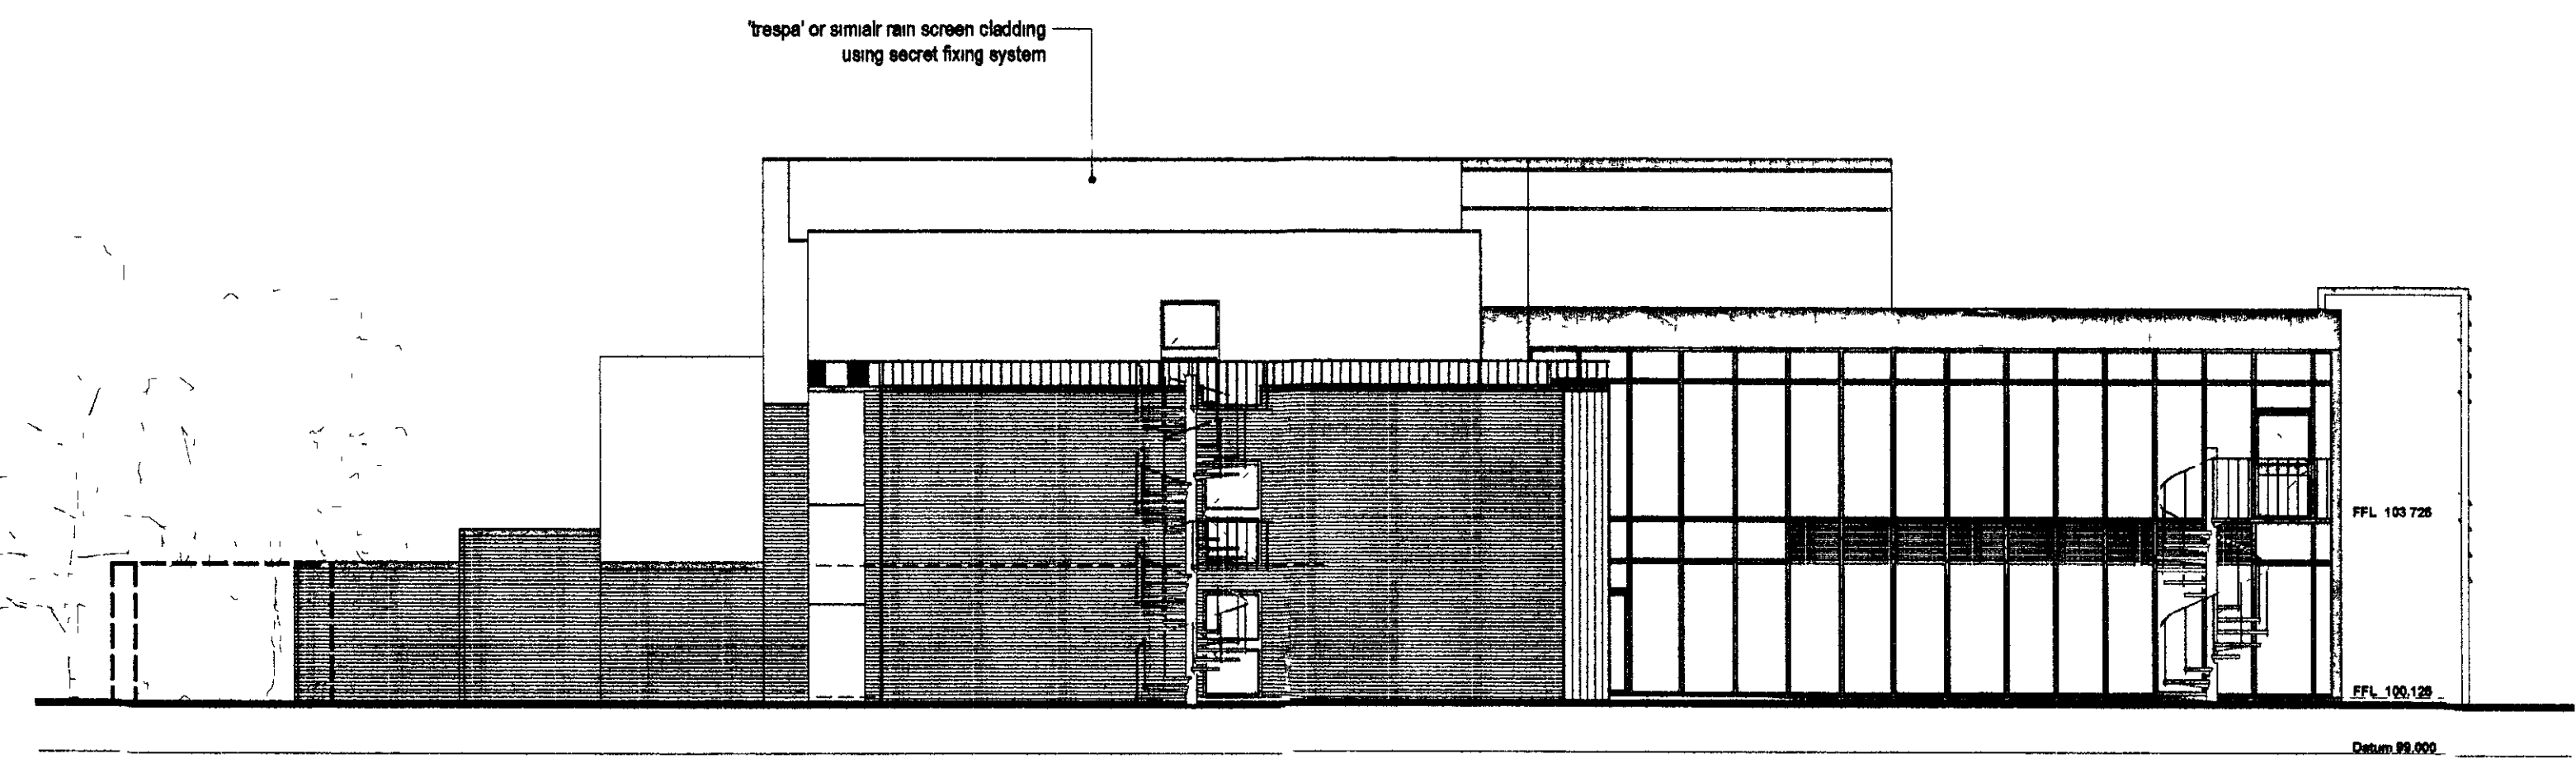 'trespa' or simialr rain screen cladding
using secret fixing system
FFL 103 726
FFL 100,126
Datum 99.000